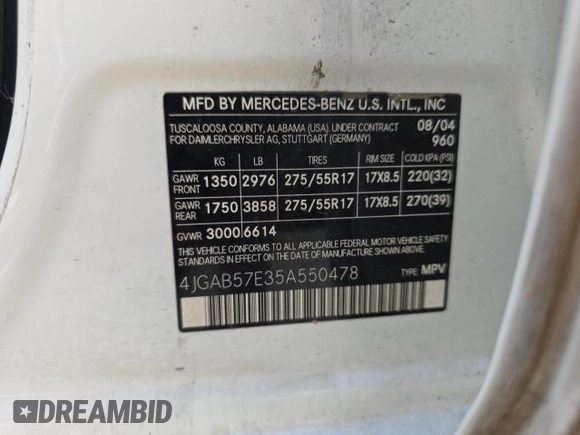 MFD BY MERCEDES-BENZ U.S. INTL., INC
TUSCALOOSA COUNTY, ALABAMA (USA). UNDER CONTRACT 08/04
FOR DAIMLERCHRYSLER AG, STUTTGART (GERMANY) 960
KG LB TIRES RIM SIZE COLD KPA (PSI)
GAWR FRONT 1350 2976 275/55R17 17X8.5 220(32)
GAWR REAR 1750 3858 275/55R17 17X8.5 270(39)
GVWR 3000 6614
THIS VEHICLE CONFORMS TO ALL APPLICABLE FEDERAL MOTOR VEHICLE SAFETY
STANDARDS IN EFFECT ON THE DATE OF MANUFACTURE SHOWN ABOVE.
4JGAB57E35A550478 TYPE: MPV
DREAMBID